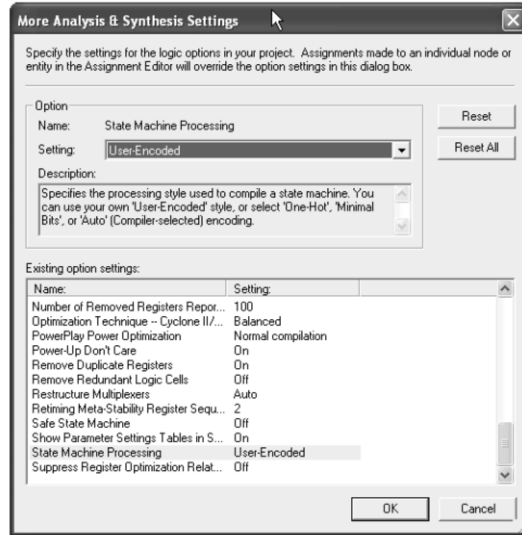 More Analysis & Synthesis Settings
Specify the settings for the logic options in your project. Assignments made to an individual node or
entity in the Assignment Editor will override the option settings in this dialog box.
Option
Name: State Machine Processing
Reset
Setting: User-Encoded
Reset All
Description:
Specifies the processing style used to compile a state machine. You
can use your own 'User-Encoded' style, or select 'One-Hot', 'Minimal
Bits', or 'Auto' (Compiler-selected) encoding.
Existing option settings:
Name: Setting:
Number of Removed Registers Repor... 100
Optimization Technique -- Cyclone II/... Balanced
PowerPlay Power Optimization Normal compilation
Power-Up Don't Care On
Remove Duplicate Registers On
Remove Redundant Logic Cells Off
Restructure Multiplexers Auto
Retiming Meta-Stability Register Sequ... 2
Safe State Machine Off
Show Parameter Settings Tables in S... On
State Machine Processing User-Encoded
Suppress Register Optimization Relat... Off
OK Cancel